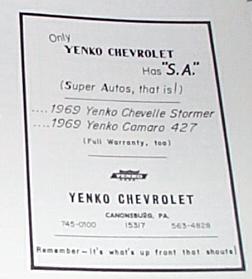 Only
YENKO CHEVROLET
Has "S.A."
(Super Autos, that is!)
....1969 Yenko Chevelle Stormer
....1969 Yenko Camaro 427
(Full Warranty, too)
YENKO
YENKO CHEVROLET
CANONSBURG, PA.
745-0100 15317 563-4828
Remember—it's what's up front that shouts!